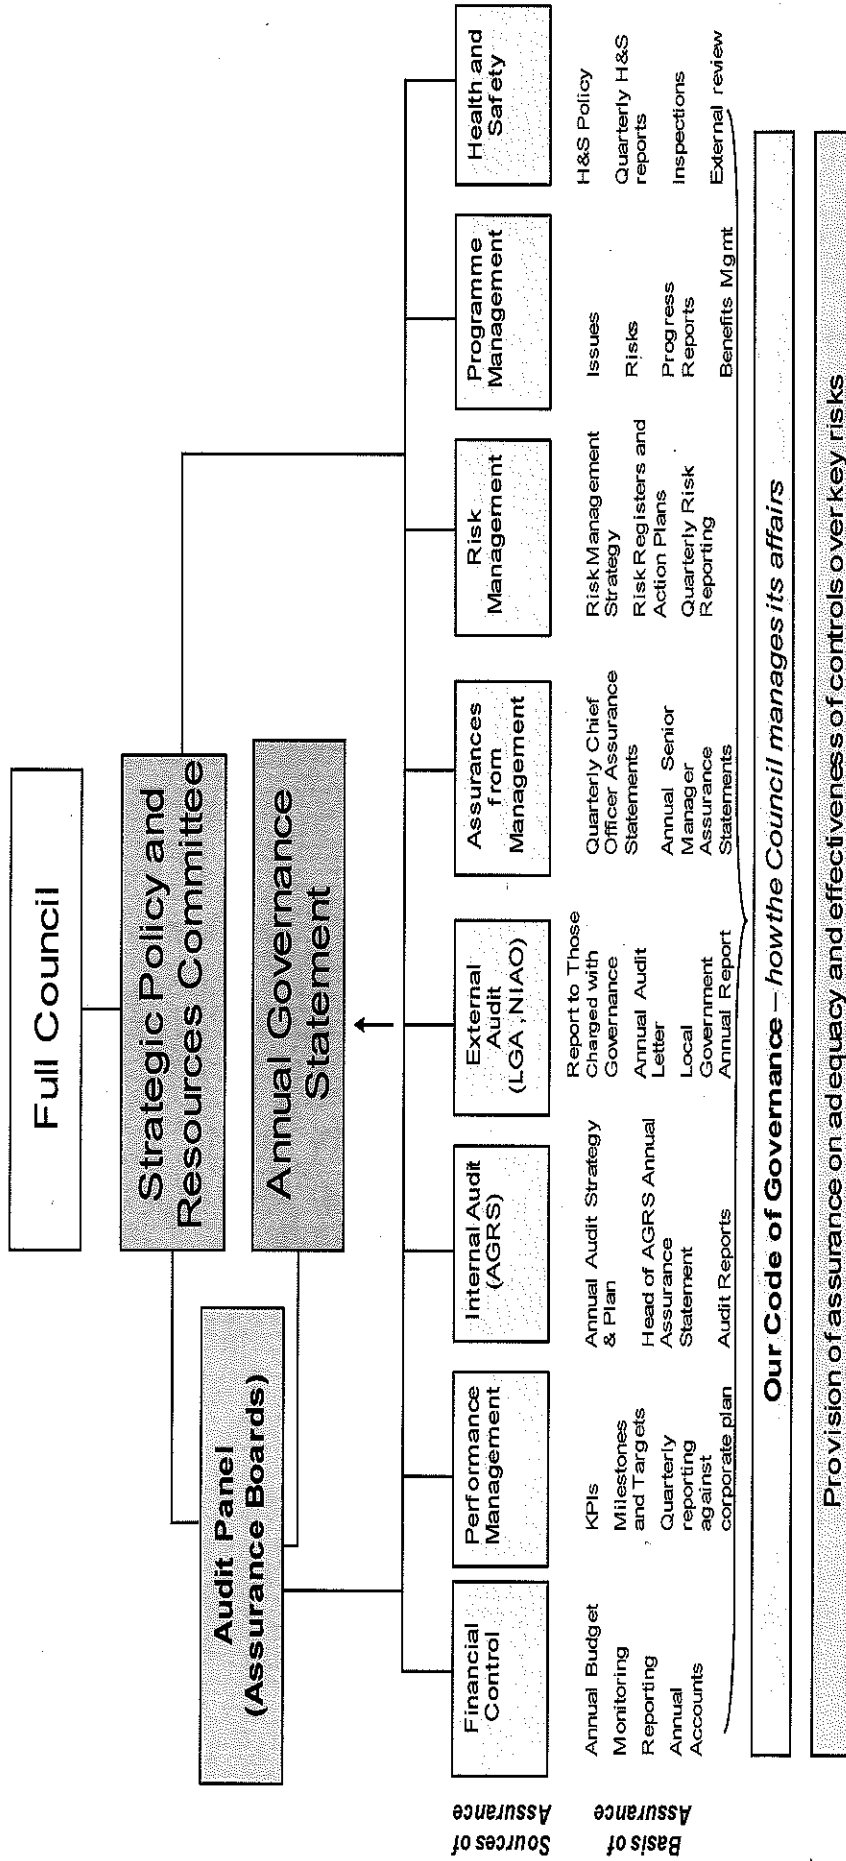 Full Council
Strategic Policy and
Resources Committee
Audit Panel
(Assurance Boards)
Annual Governance
Statement
Sources of
Assurance
Financial
Control
Performance
Management
Internal Audit
(AGRS)
External
Audit
(LGA, NIAO)
Assurances
from
Management
Risk
Management
Programme
Management
Health and
Safety
Basis of
Assurance
Annual Budget
Monitoring
Reporting
Annual
Accounts
KPIs
Milestones
and Targets
Quarterly
reporting
against
corporate plan
Annual Audit Strategy
& Plan
Head of AGRS Annual
Assurance
Statement
Audit Reports
Report to Those
Charged with
Governance
Annual Audit
Letter
Local
Government
Annual Report
Quarterly Chief
Officer Assurance
Statements
Annual Senior
Manager
Assurance
Statements
Risk Management
Strategy
Risk Registers and
Action Plans
Quarterly Risk
Reporting
Issues
Risks
Progress
Reports
Benefits Mgmt
H&S Policy
Quarterly H&S
reports
Inspections
External review
Our Code of Governance – how the Council manages its affairs
Provision of assurance on adequacy and effectiveness of controls over key risks